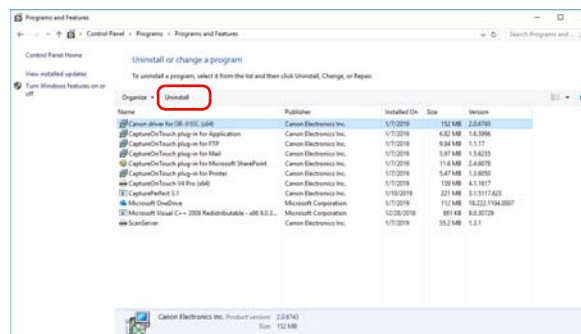 Programs and Features
Control Panel > Programs > Programs and Features
Search Programs and ...
Control Panel Home
View installed updates
Turn Windows features on or off
Uninstall or change a program
To uninstall a program, select it from the list and then click Uninstall, Change, or Repair.
Organize Uninstall
Name Publisher Installed On Size Version
Canon driver for (x64) Canon Electronics Inc. 1/7/2019 152 MB 2.0.6743
CaptureOnTouch plug-in for Application Canon Electronics Inc. 1/7/2019 6.82 MB 1.6.3996
CaptureOnTouch plug-in for FTP Canon Electronics Inc. 1/7/2019 9.84 MB 1.1.17
CaptureOnTouch plug-in for Mail Canon Electronics Inc. 1/7/2019 5.97 MB 1.5.6235
CaptureOnTouch plug-in for Microsoft SharePoint Canon Electronics Inc. 1/7/2019 11.6 MB 2.4.6078
CaptureOnTouch plug-in for Printer Canon Electronics Inc. 1/7/2019 5.47 MB 1.3.6050
CaptureOnTouch V4 Pro (x64) Canon Electronics Inc. 1/7/2019 139 MB 4.1.1617
CapturePerfect 3.1 Canon Electronics Inc. 1/10/2019 221 MB 3.1.5117.623
Microsoft OneDrive Microsoft Corporation 1/7/2019 112 MB 18.222.1104.0007
Microsoft Visual C++ 2008 Redistributable - x86 9.0.3... Microsoft Corporation 12/28/2018 881 KB 9.0.30729
ScanServer Canon Electronics Inc. 1/7/2019 55.2 MB 1.3.1
Canon Electronics Inc. Product version: 2.0.6743
Size: 152 MB